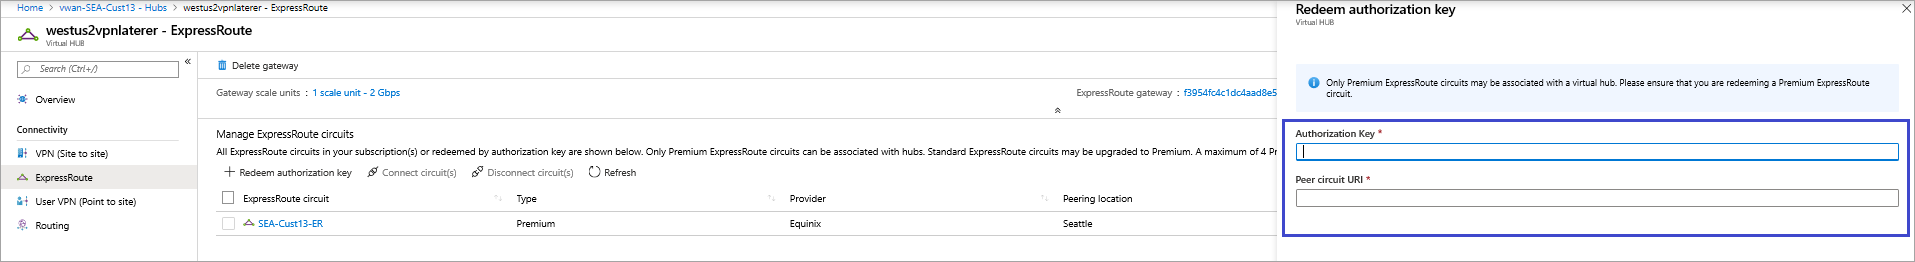 Home > vwan-SEA-Cust13 - Hubs > westus2vpnlaterer - ExpressRoute
westus2vpnlaterer - ExpressRoute
Virtual HUB
Search (Ctrl+/)
«
Overview
Connectivity
VPN (Site to site)
ExpressRoute
User VPN (Point to site)
Routing
Delete gateway
Gateway scale units : 1 scale unit - 2 Gbps
ExpressRoute gateway : f3954fc4c1dc4aad8e5
Manage ExpressRoute circuits
All ExpressRoute circuits in your subscription(s) or redeemed by authorization key are shown below. Only Premium ExpressRoute circuits can be associated with hubs. Standard ExpressRoute circuits may be upgraded to Premium. A maximum of 4 Pr
+ Redeem authorization key Connect circuit(s) Disconnect circuit(s) Refresh
ExpressRoute circuit Type Provider Peering location
SEA-Cust13-ER Premium Equinix Seattle
Redeem authorization key
Virtual HUB
Only Premium ExpressRoute circuits may be associated with a virtual hub. Please ensure that you are redeeming a Premium ExpressRoute
circuit.
Authorization Key *
Peer circuit URI *